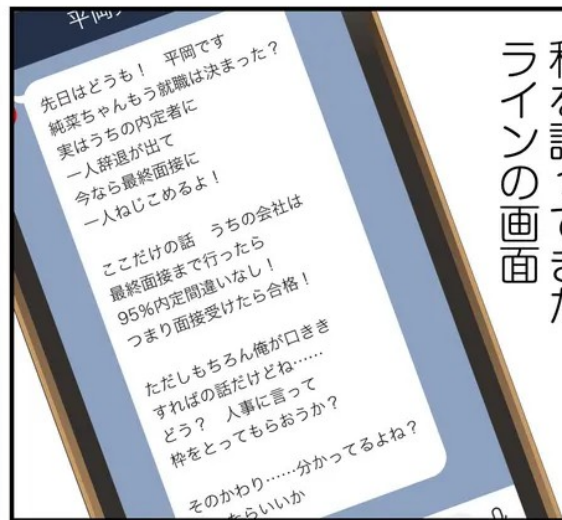 ラインの画面
先日はどうも！　平岡です
純菜ちゃんもう就職は決まった？
実はうちの内定者に
一人辞退が出て
今なら最終面接に
一人ねじこめるよ！
ここだけの話　うちの会社は
最終面接まで行ったら
95%内定間違いなし！
つまり面接受けたら合格！
ただしもちろん俺が口きき
すればの話だけどね……
どう？　人事に言って
枠をとってもらおうか？
そのかわり……分かってるよね？
たらいいか